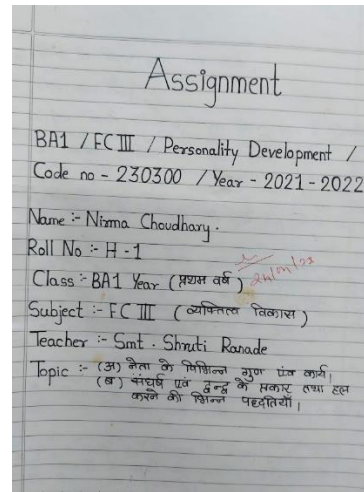 Assignment
BA1 / FC III / Personality Development /
Code no - 230300 / Year - 2021 - 2022
Name :- Nirma Choudhary.
Roll No :- H - 1
Class :- BA1 Year (प्रथम वर्ष)
Subject :- FC III (व्यक्तित्व विकास)
Teacher :- Smt. Shruti Ranade
Topic :- (अ) नेता के विभिन्न गुण एंव कार्य।
(ब) संघर्ष एवं द्वन्द्व के प्रकार तथा हल
करने की भिन्न पद्धतियाँ।